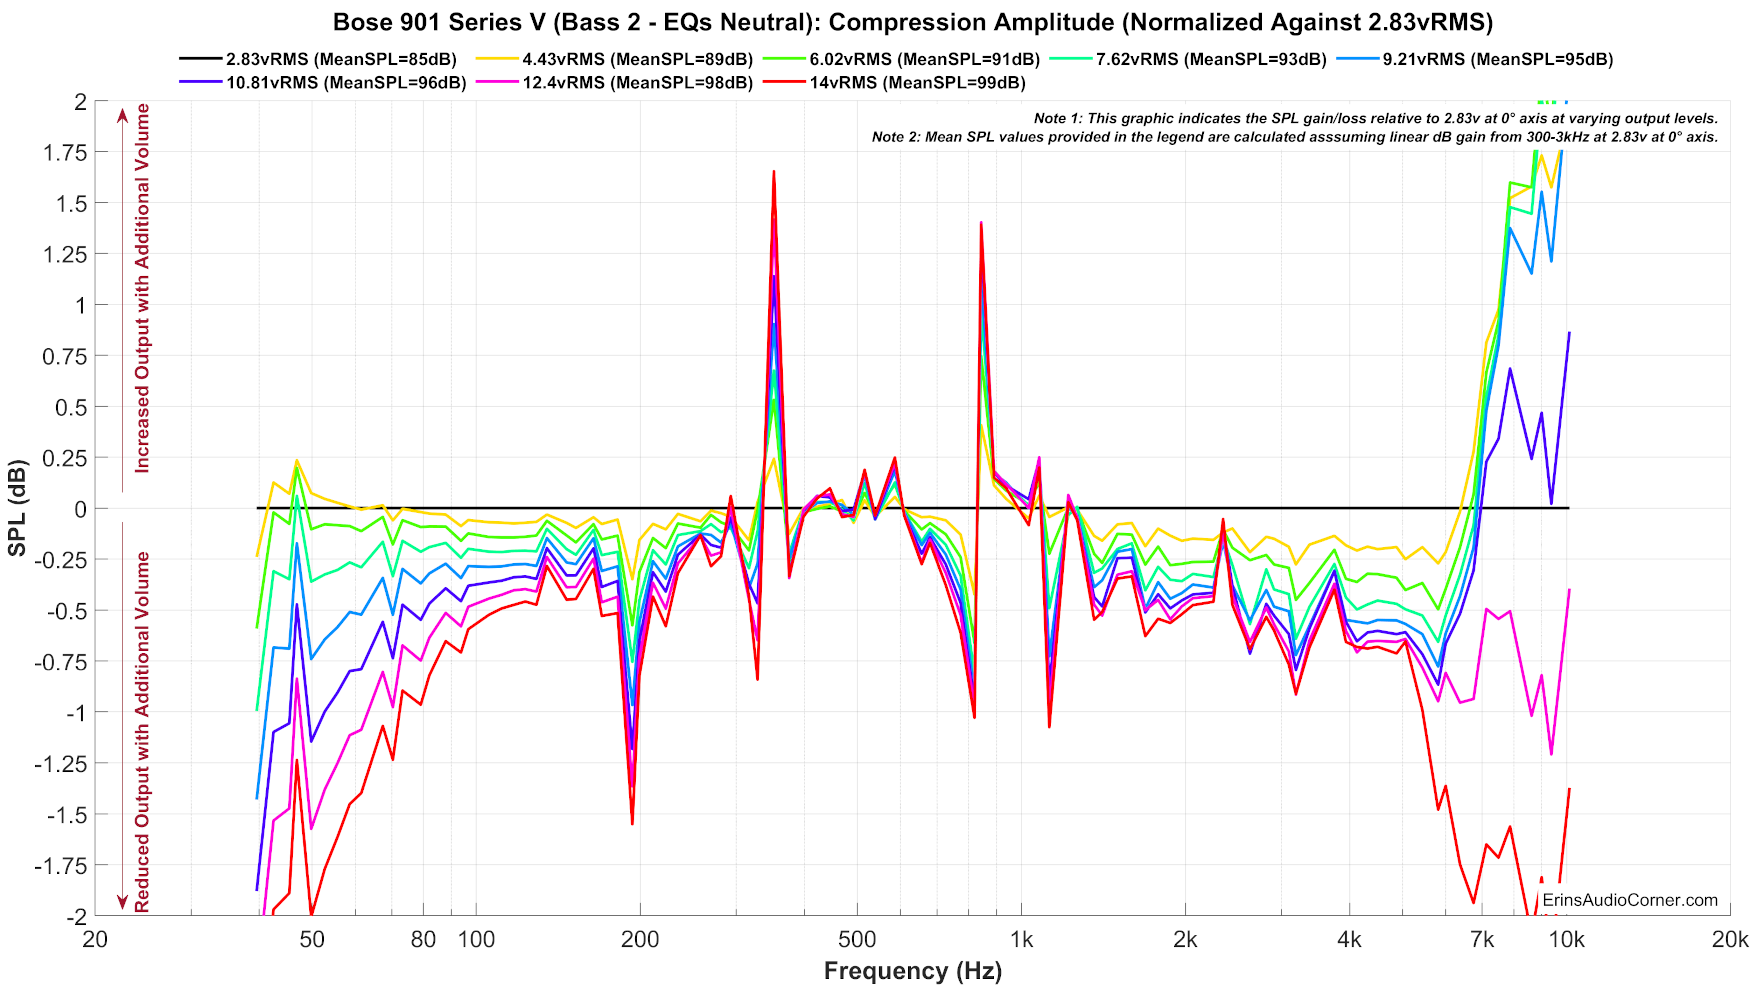 Bose 901 Series V (Bass 2 - EQs Neutral): Compression Amplitude (Normalized Against 2.83vRMS)
2.83vRMS (MeanSPL=85dB) 4.43vRMS (MeanSPL=89dB) 6.02vRMS (MeanSPL=91dB) 7.62vRMS (MeanSPL=93dB) 9.21vRMS (MeanSPL=95dB)
10.81vRMS (MeanSPL=96dB) 12.4vRMS (MeanSPL=98dB) 14vRMS (MeanSPL=99dB)
Note 1: This graphic indicates the SPL gain/loss relative to 2.83v at 0° axis at varying output levels.
Note 2: Mean SPL values provided in the legend are calculated asssuming linear dB gain from 300-3kHz at 2.83v at 0° axis.
SPL (dB)
2
1.75
1.5
1.25
1
0.75
0.5
0.25
0
-0.25
-0.5
-0.75
-1
-1.25
-1.5
-1.75
-2
Increased Output with Additional Volume
Reduced Output with Additional Volume
ErinsAudioCorner.com
20 50 80 100 200 500 1k 2k 4k 7k 10k 20k
Frequency (Hz)